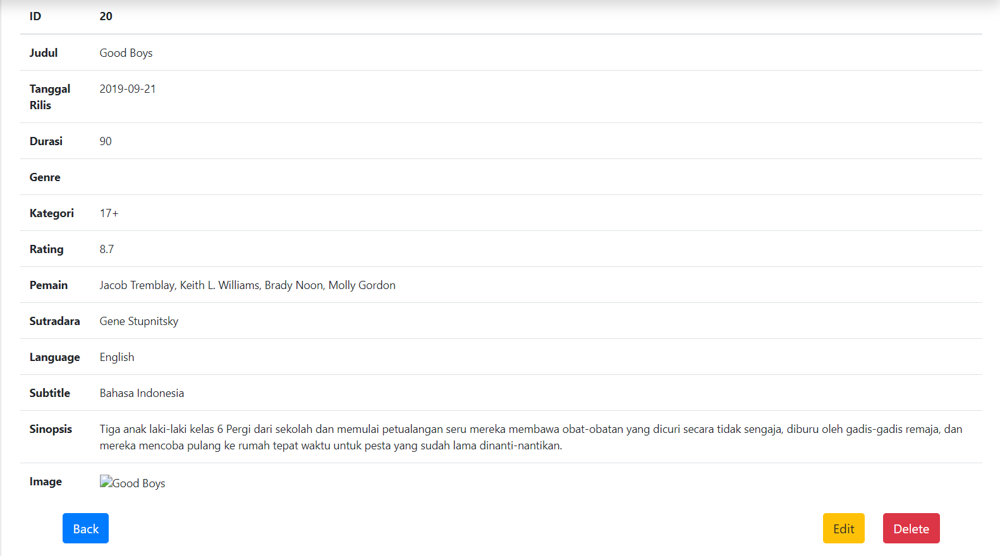 ID 20
Judul Good Boys
Tanggal 2019-09-21
Rilis
Durasi 90
Genre
Kategori 17+
Rating 8.7
Pemain Jacob Tremblay, Keith L. Williams, Brady Noon, Molly Gordon
Sutradara Gene Stupnitsky
Language English
Subtitle Bahasa Indonesia
Sinopsis Tiga anak laki-laki kelas 6 Pergi dari sekolah dan memulai petualangan seru mereka membawa obat-obatan yang dicuri secara tidak sengaja, diburu oleh gadis-gadis remaja, dan
mereka mencoba pulang ke rumah tepat waktu untuk pesta yang sudah lama dinanti-nantikan.
Image Good Boys
Back Edit Delete